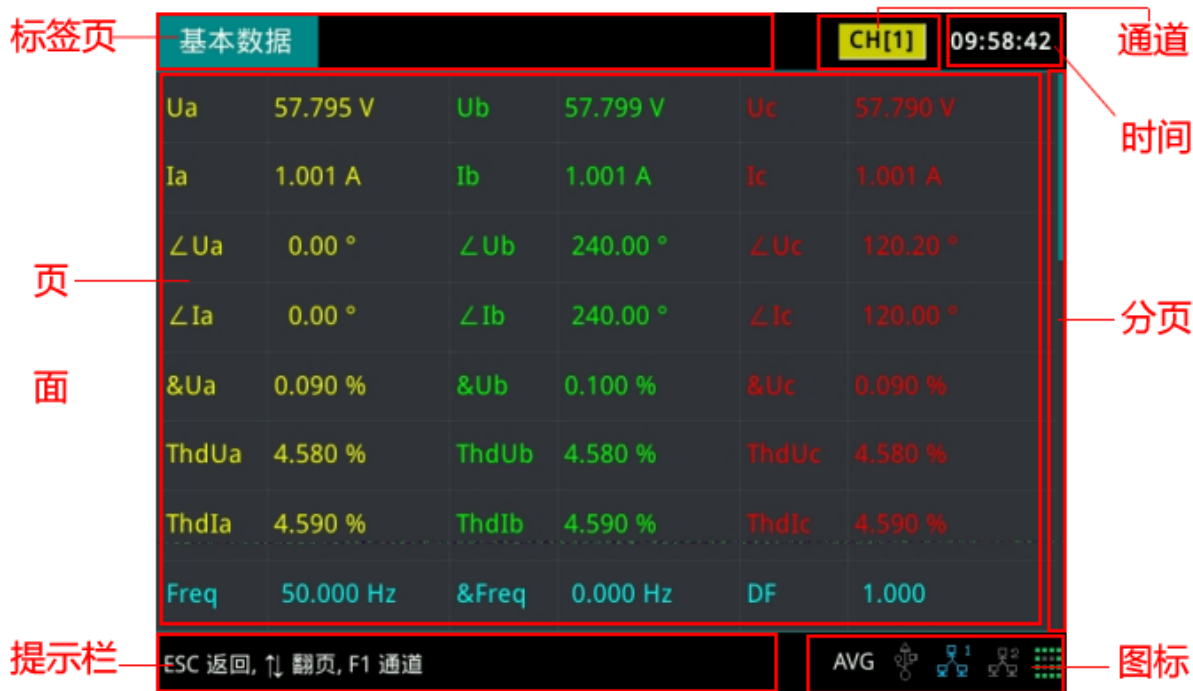 标签页 基本数据 CH[1] 09:58:42 通道
时间
Ua 57.795 V Ub 57.799 V Uc 57.790 V
Ia 1.001 A Ib 1.001 A Ic 1.001 A
∠Ua 0.00 ° ∠Ub 240.00 ° ∠Uc 120.20 °
页
∠Ia 0.00 ° ∠Ib 240.00 ° ∠Ic 120.00 °
分页
&Ua 0.090 % &Ub 0.100 % &Uc 0.090 %
面
ThdUa 4.580 % ThdUb 4.580 % ThdUc 4.580 %
ThdIa 4.590 % ThdIb 4.590 % ThdIc 4.590 %
Freq 50.000 Hz &Freq 0.000 Hz DF 1.000
提示栏 ESC 返回, ↑↓ 翻页, F1 通道 AVG 1 2 图标